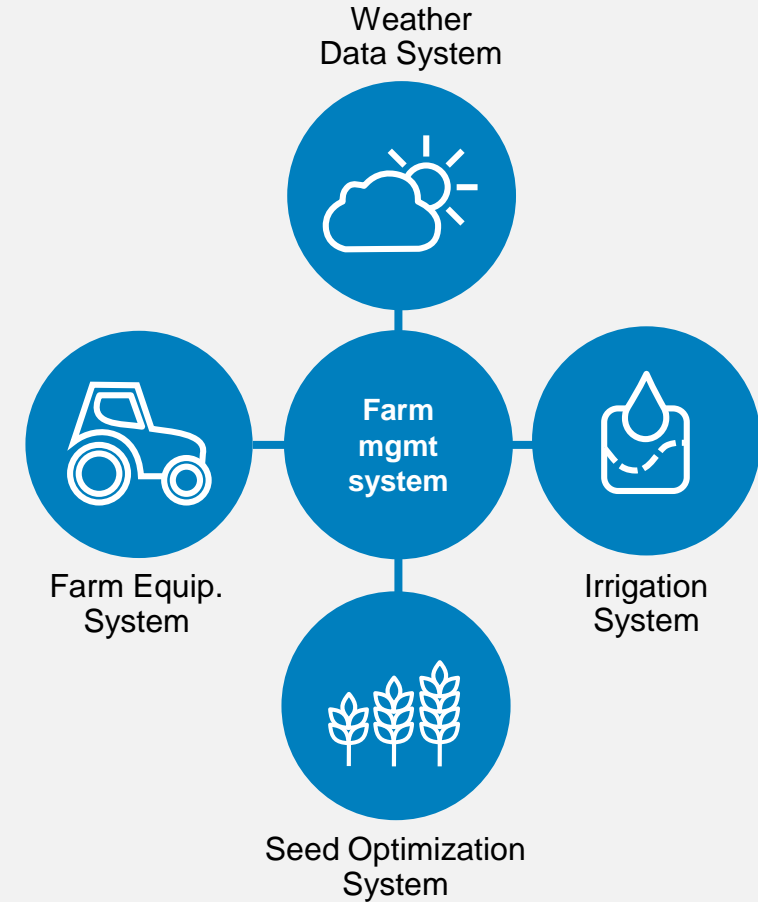 Weather
Data System
Farm
mgmt
system
Farm Equip.
System
Irrigation
System
Seed Optimization
System